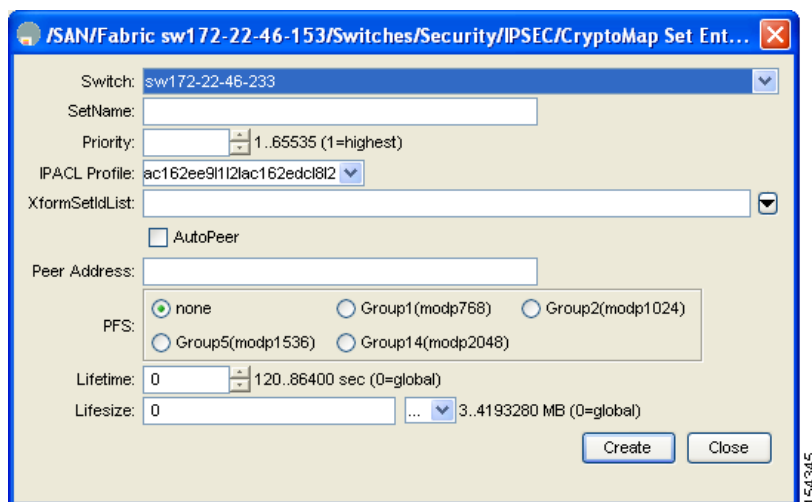 /SAN/Fabric sw172-22-46-153/Switches/Security/IPSEC/CryptoMap Set Ent...
Switch: sw172-22-46-233
SetName:
Priority: 1..65535 (1=highest)
IPACL Profile: ac162ee9l1l2lac162edcl8l2
XformSetIdList:
AutoPeer
Peer Address:
PFS:
none Group1(modp768) Group2(modp1024)
Group5(modp1536) Group14(modp2048)
Lifetime: 0 120..86400 sec (0=global)
Lifesize: 0 ... 3..4193280 MB (0=global)
Create Close
154345